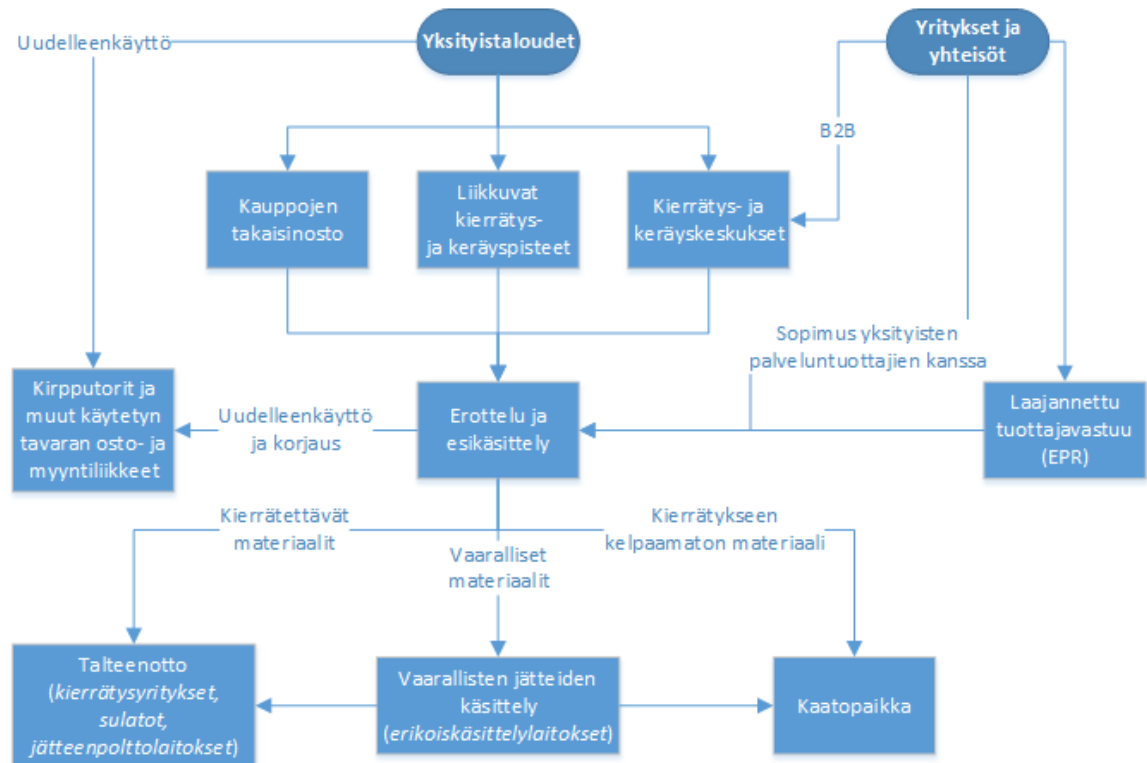 Uudelleenkäyttö
Yksityistaloudet
Yritykset ja
yhteisöt
B2B
Kauppojen
takaisinosto
Liikkuvat
kierrätys-
ja keräyspisteet
Kierrätys- ja
keräyskeskukset
Sopimus yksityisten
palveluntuottajien kanssa
Kirpputorit ja
muut käytetyn
tavaran osto- ja
myyntiliikkeet
Uudelleenkäyttö
ja korjaus
Erottelu ja
esikäsittely
Laajannettu
tuottajavastuu
(EPR)
Kierrätettävät
materiaalit
Vaaralliset
materiaalit
Kierrätykseen
kelpaamaton materiaali
Talteenotto
(kierrätysyritykset,
sulatot,
jätteenpolttolaitokset)
Vaarallisten jätteiden
käsittely
(erikoiskäsittelylaitokset)
Kaatopaikka